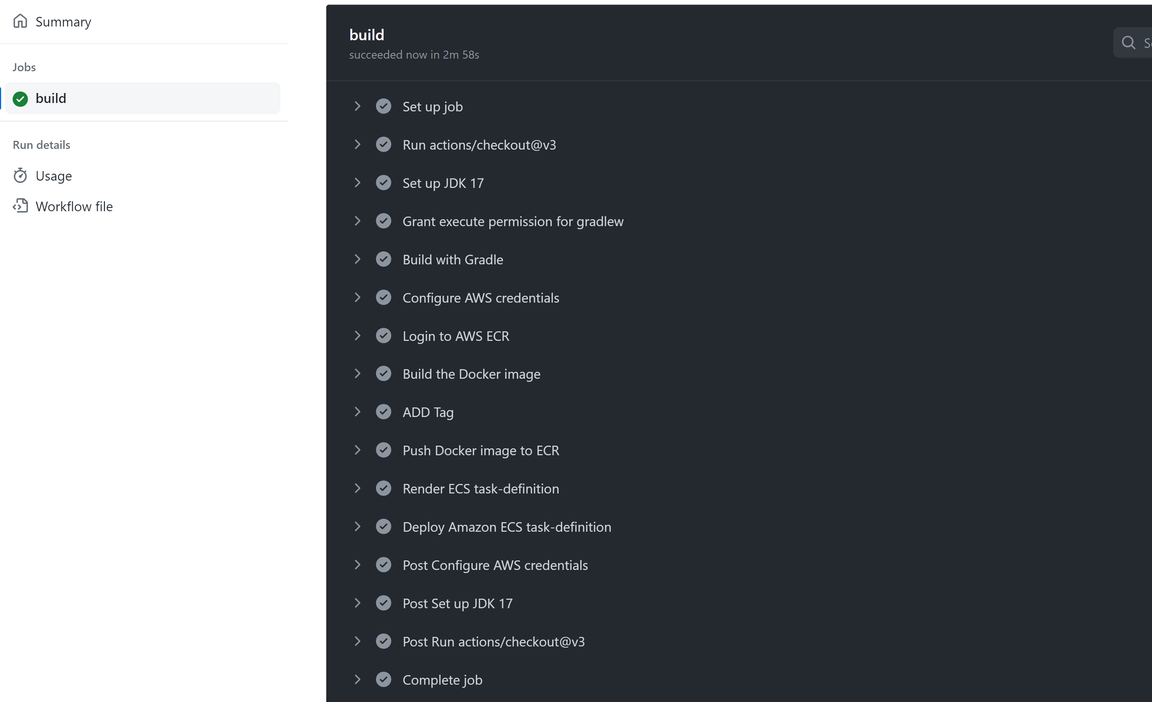 Summary
Jobs
build
Run details
Usage
Workflow file
build
succeeded now in 2m 58s
Set up job
Run actions/checkout@v3
Set up JDK 17
Grant execute permission for gradlew
Build with Gradle
Configure AWS credentials
Login to AWS ECR
Build the Docker image
ADD Tag
Push Docker image to ECR
Render ECS task-definition
Deploy Amazon ECS task-definition
Post Configure AWS credentials
Post Set up JDK 17
Post Run actions/checkout@v3
Complete job